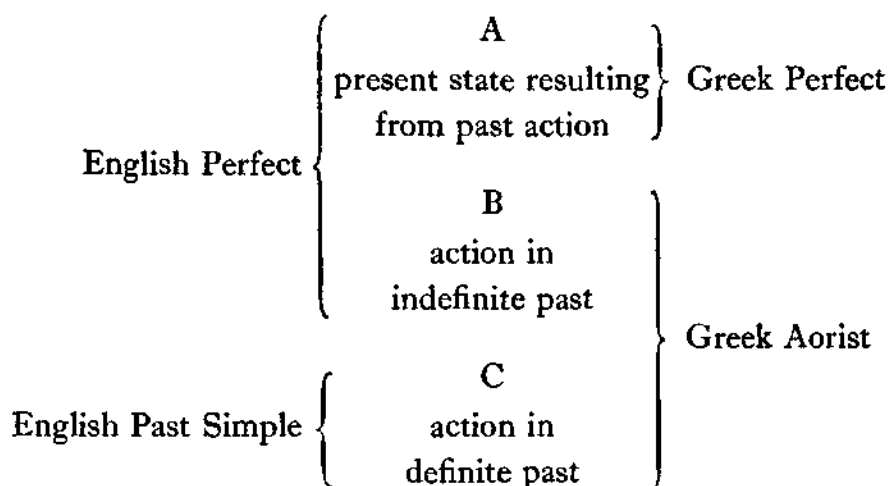 A
present state resulting
Greek Perfect
from past action
English Perfect
B
action in
indefinite past
Greek Aorist
C
English Past Simple
action in
definite past